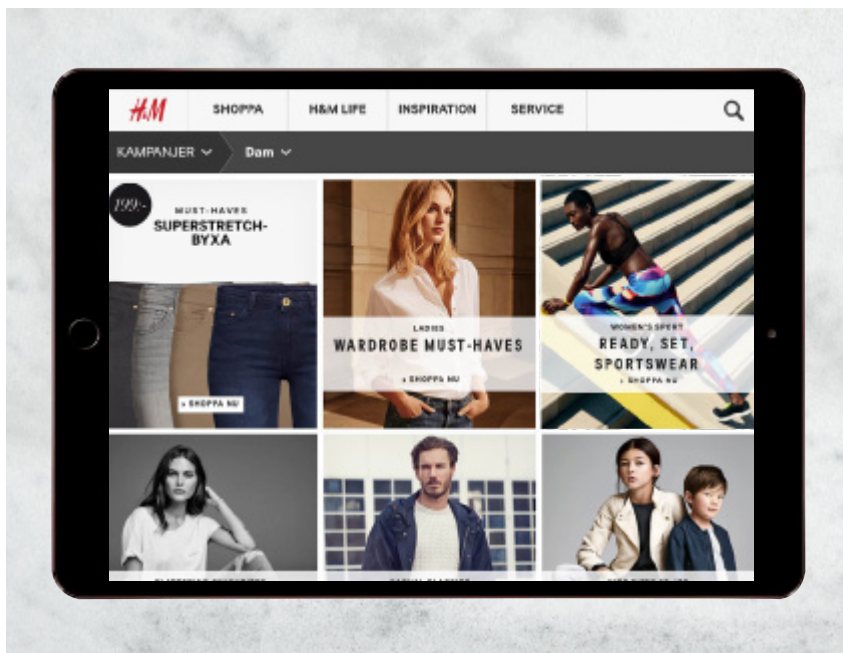 H&M
SHOPPA
H&M LIFE
INSPIRATION
SERVICE
KAMPANJER
Dam
199:-
MUST-HAVES
SUPERSTRETCH-
BYXA
> SHOPPA NU
LADIES
WARDROBE MUST-HAVES
> SHOPPA NU
WOMEN'S SPORT
READY, SET,
SPORTSWEAR
> SHOPPA NU